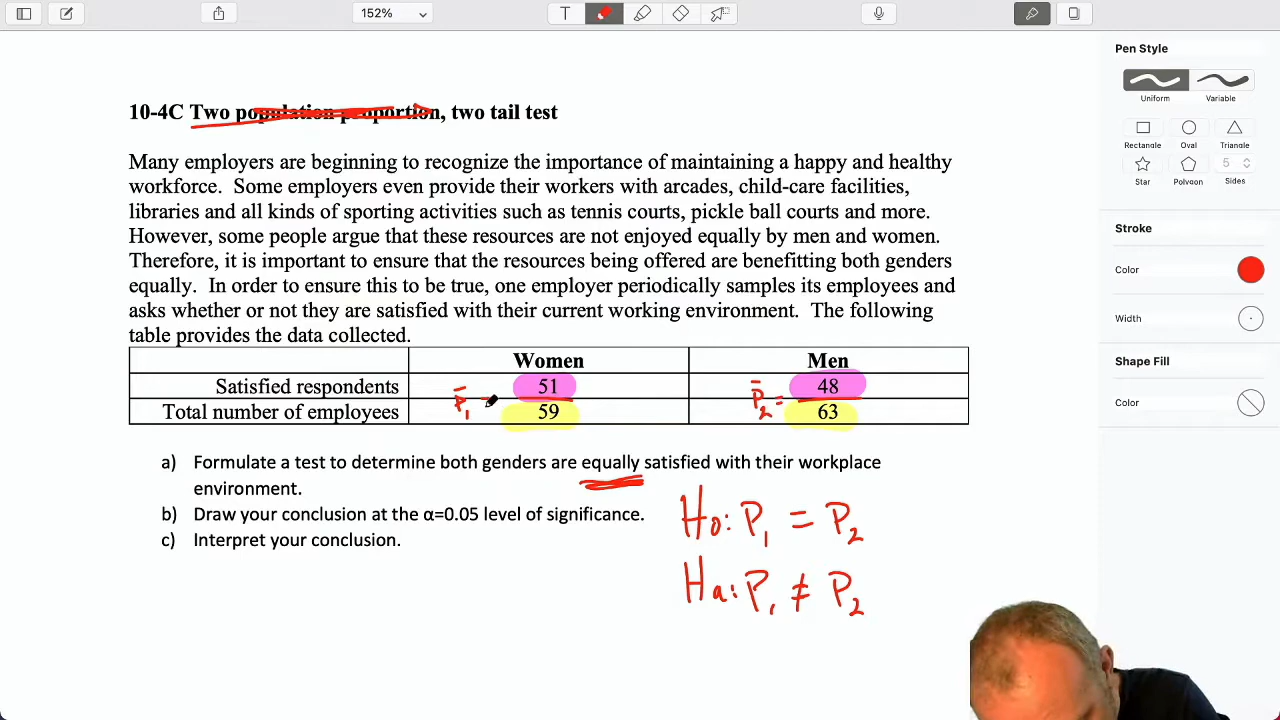 152%
T
10-4C Two population proportion, two tail test
Many employers are beginning to recognize the importance of maintaining a happy and healthy
workforce. Some employers even provide their workers with arcades, child-care facilities,
libraries and all kinds of sporting activities such as tennis courts, pickle ball courts and more.
However, some people argue that these resources are not enjoyed equally by men and women.
Therefore, it is important to ensure that the resources being offered are benefitting both genders
equally. In order to ensure this to be true, one employer periodically samples its employees and
asks whether or not they are satisfied with their current working environment. The following
table provides the data collected.
Women Men
Satisfied respondents 51 48
Total number of employees 59 63
p̄₁ =
p̄₂ =
a) Formulate a test to determine both genders are equally satisfied with their workplace
environment.
b) Draw your conclusion at the α=0.05 level of significance.
c) Interpret your conclusion.
Ho: P₁ = P₂
Ha: P₁ ≠ P₂
Pen Style
Uniform Variable
Rectangle Oval Triangle
5
Star Polygon Sides
Stroke
Color
Width
Shape Fill
Color